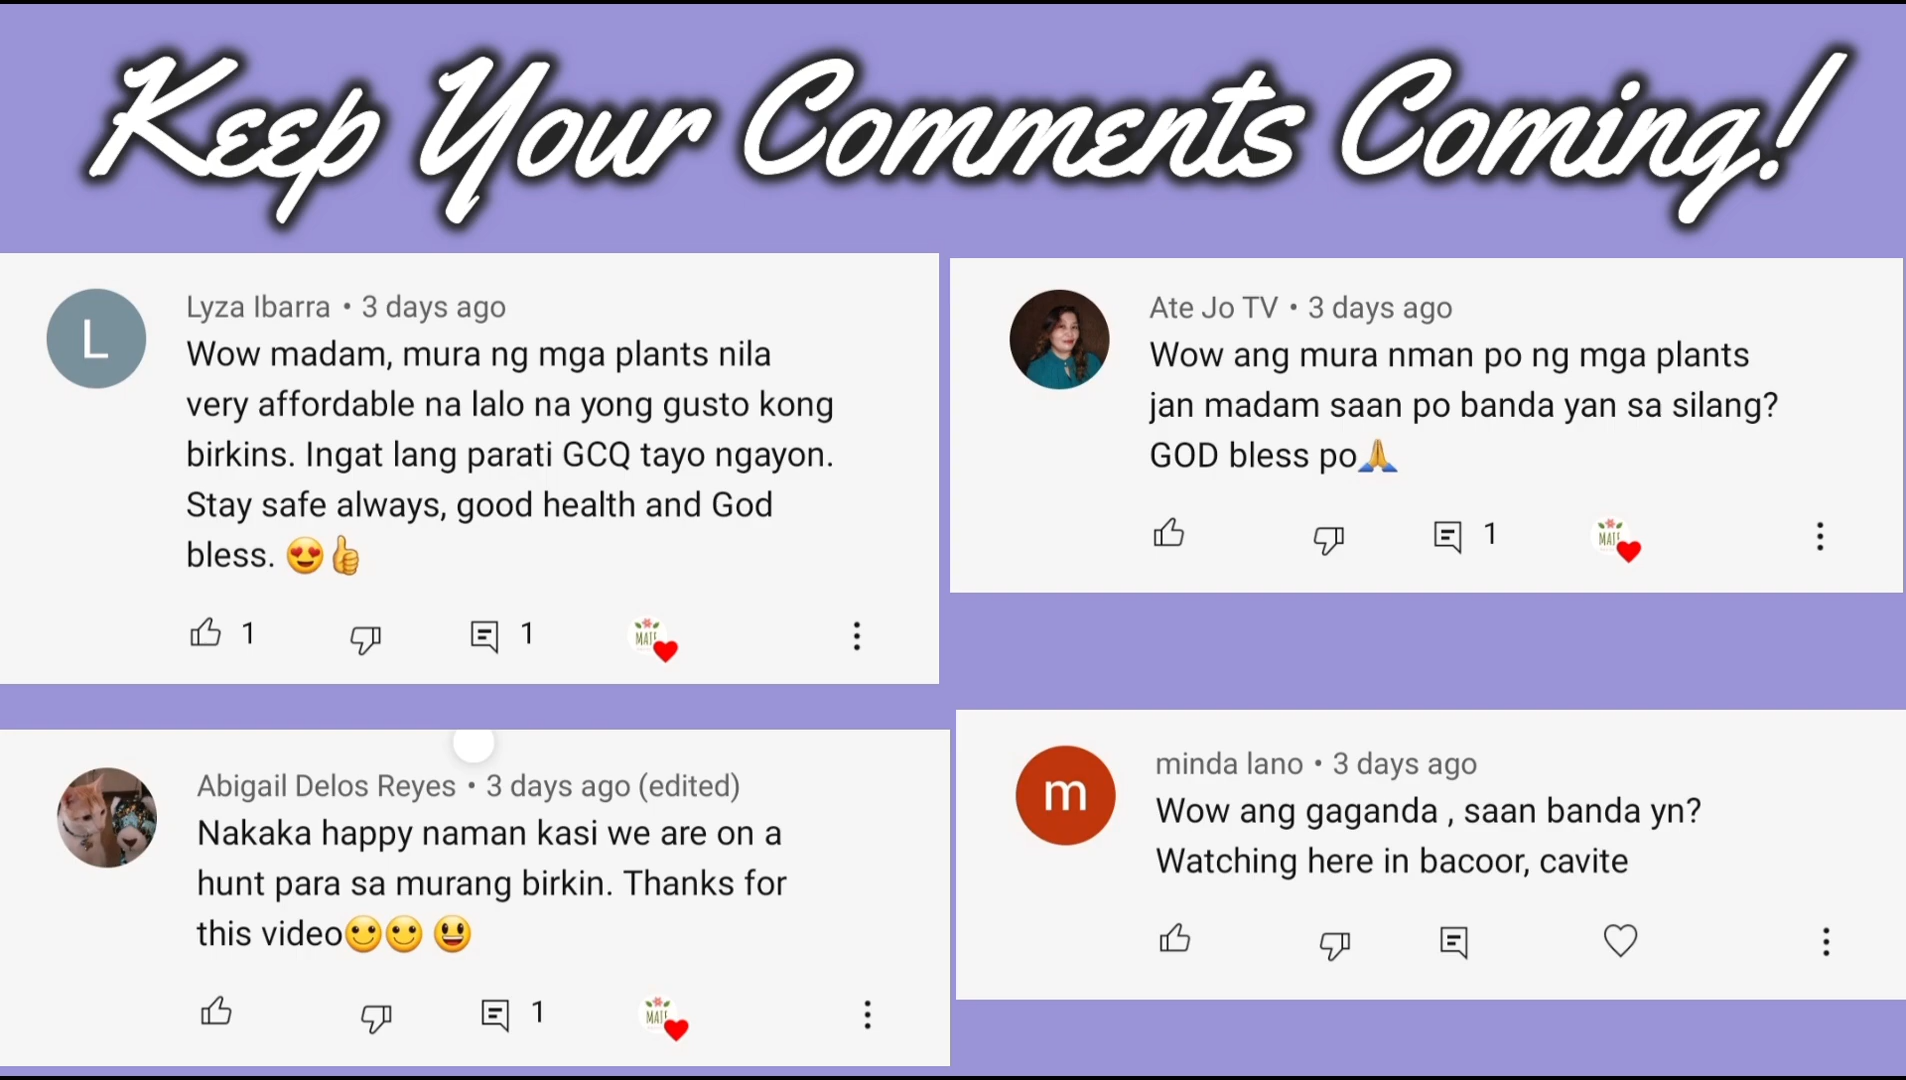 Keep Your Comments Coming!
L
Lyza Ibarra • 3 days ago
Wow madam, mura ng mga plants nila
very affordable na lalo na yong gusto kong
birkins. Ingat lang parati GCQ tayo ngayon.
Stay safe always, good health and God
bless. 😍👍
1 1
Ate Jo TV • 3 days ago
Wow ang mura nman po ng mga plants
jan madam saan po banda yan sa silang?
GOD bless po🙏
1
Abigail Delos Reyes • 3 days ago (edited)
Nakaka happy naman kasi we are on a
hunt para sa murang birkin. Thanks for
this video🙂🙂 😃
1
m
minda lano • 3 days ago
Wow ang gaganda , saan banda yn?
Watching here in bacoor, cavite